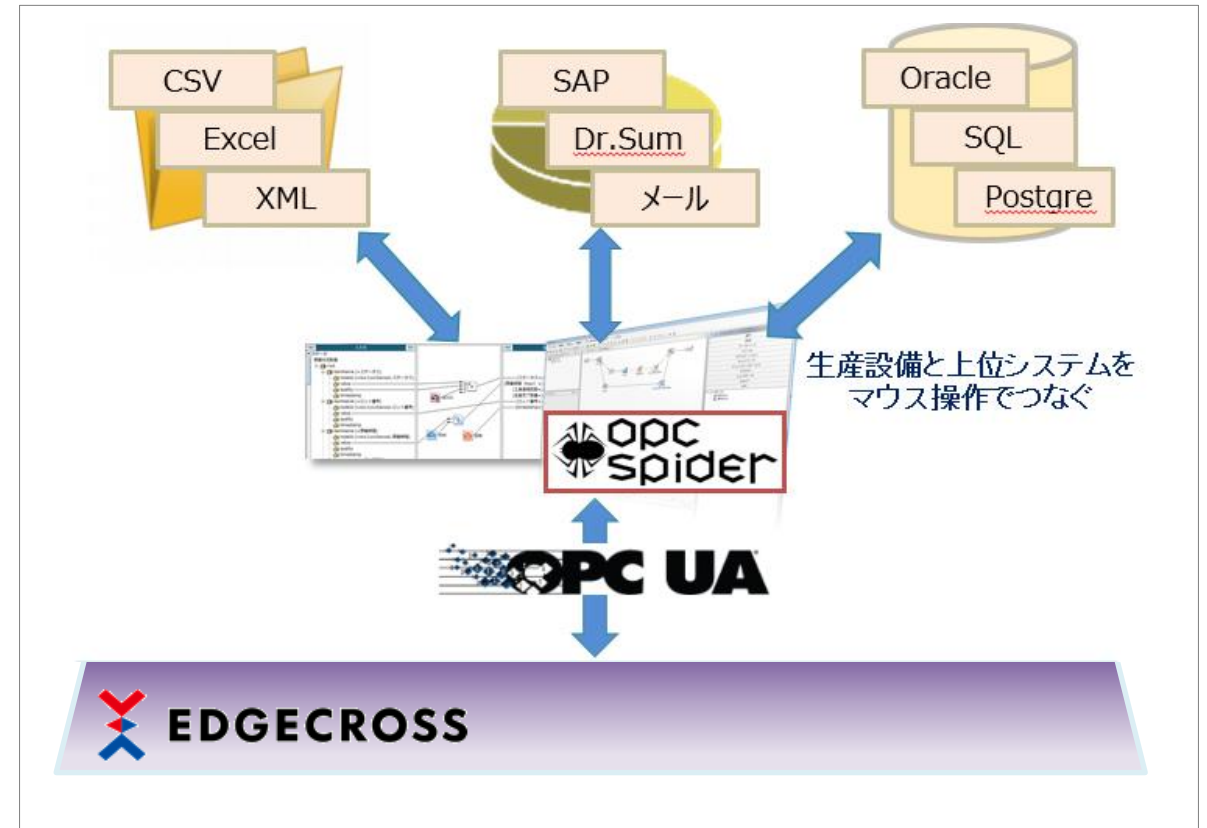 CSV
Excel
XML
SAP
Dr.Sum
メール
Oracle
SQL
Postgre
生産設備と上位システムを
マウス操作でつなぐ
OPC
Spider
OPC UA
EDGECROSS